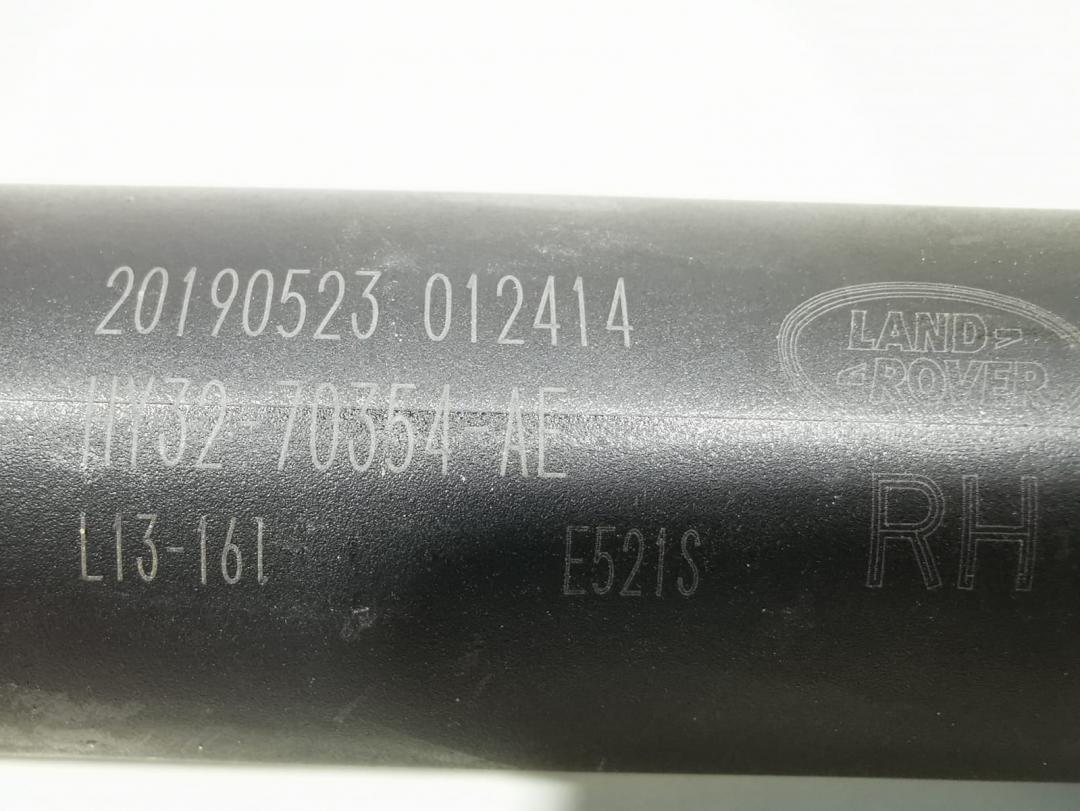 20190523 012414
LAND
ROVER
HY32-70354-AE
RH
L13-161
E521S